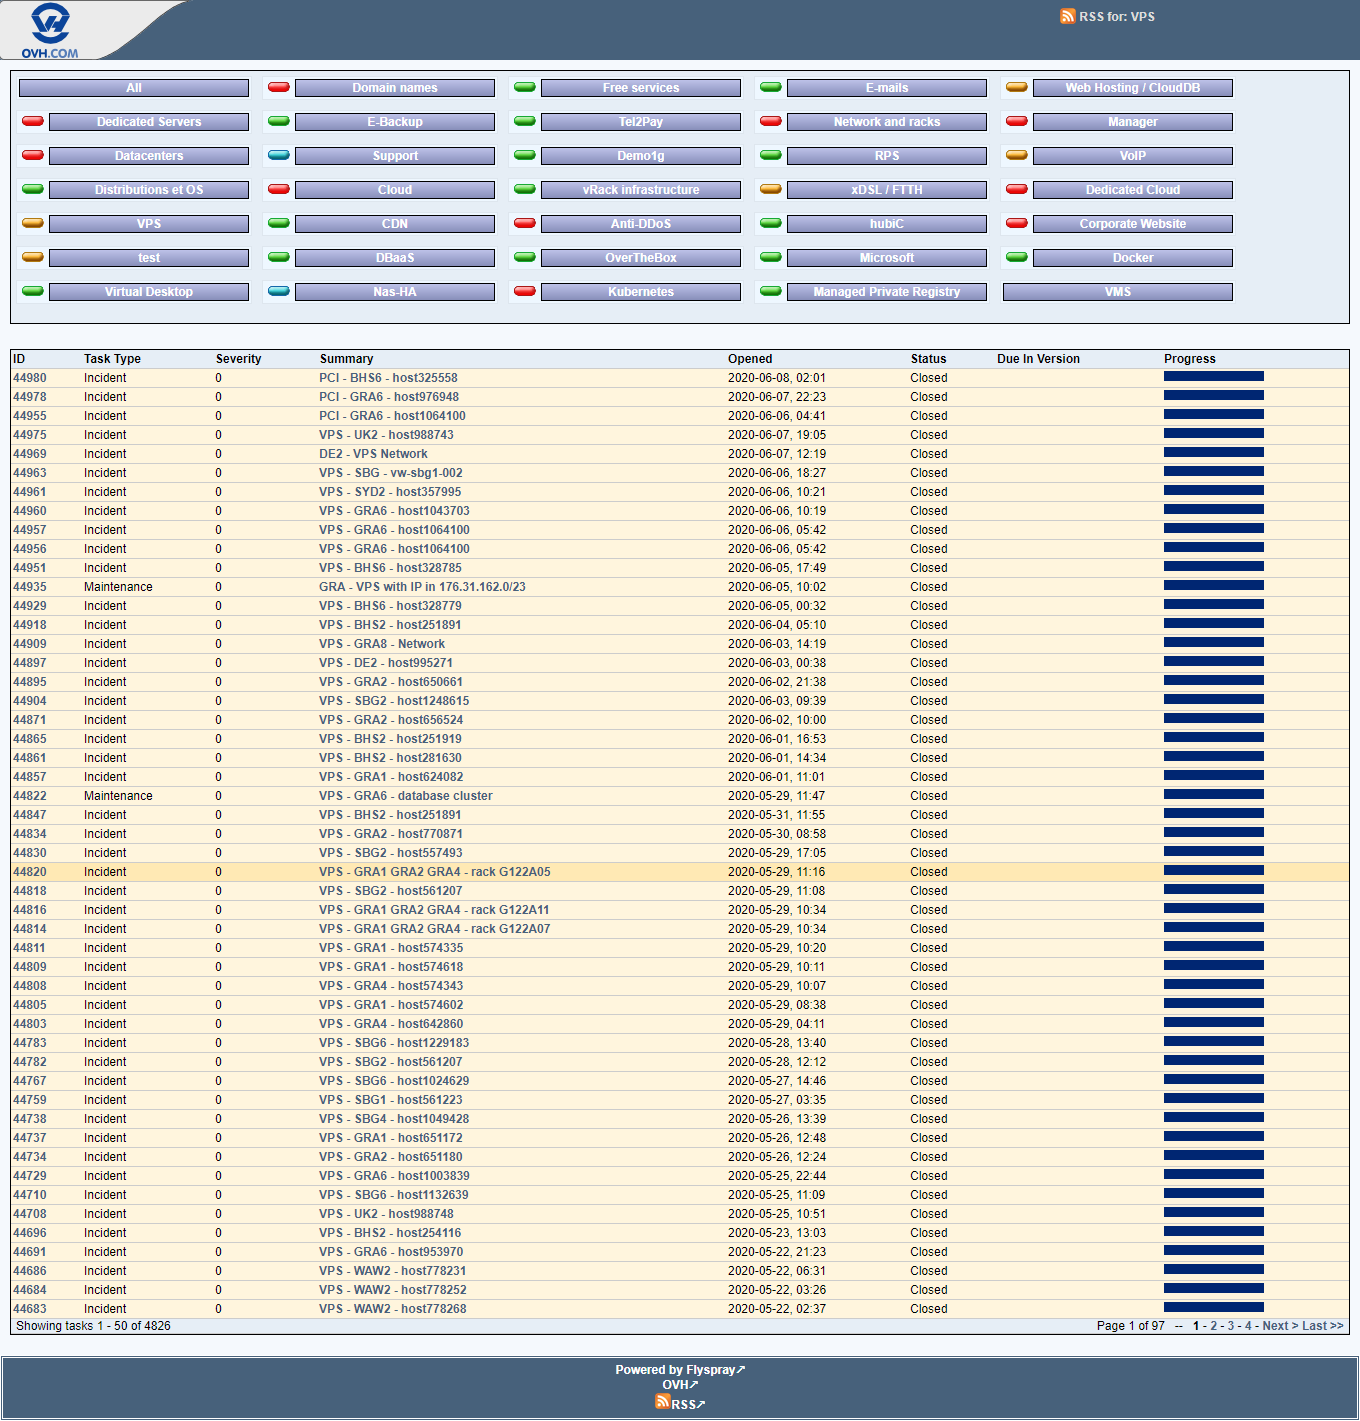 OVH.COM
RSS for: VPS
All Domain names Free services E-mails Web Hosting / CloudDB
Dedicated Servers E-Backup Tel2Pay Network and racks Manager
Datacenters Support Demo1g RPS VoIP
Distributions et OS Cloud vRack infrastructure xDSL / FTTH Dedicated Cloud
VPS CDN Anti-DDoS hubiC Corporate Website
test DBaaS OverTheBox Microsoft Docker
Virtual Desktop Nas-HA Kubernetes Managed Private Registry VMS
ID Task Type Severity Summary Opened Status Due In Version Progress
44980 Incident 0 PCI - BHS6 - host325558 2020-06-08, 02:01 Closed
44978 Incident 0 PCI - GRA6 - host976948 2020-06-07, 22:23 Closed
44955 Incident 0 PCI - GRA6 - host1064100 2020-06-06, 04:41 Closed
44975 Incident 0 VPS - UK2 - host988743 2020-06-07, 19:05 Closed
44969 Incident 0 DE2 - VPS Network 2020-06-07, 12:19 Closed
44963 Incident 0 VPS - SBG - vw-sbg1-002 2020-06-06, 18:27 Closed
44961 Incident 0 VPS - SYD2 - host357995 2020-06-06, 10:21 Closed
44960 Incident 0 VPS - GRA6 - host1043703 2020-06-06, 10:19 Closed
44957 Incident 0 VPS - GRA6 - host1064100 2020-06-06, 05:42 Closed
44956 Incident 0 VPS - GRA6 - host1064100 2020-06-06, 05:42 Closed
44951 Incident 0 VPS - BHS6 - host328785 2020-06-05, 17:49 Closed
44935 Maintenance 0 GRA - VPS with IP in 176.31.162.0/23 2020-06-05, 10:02 Closed
44929 Incident 0 VPS - BHS6 - host328779 2020-06-05, 00:32 Closed
44918 Incident 0 VPS - BHS2 - host251891 2020-06-04, 05:10 Closed
44909 Incident 0 VPS - GRA8 - Network 2020-06-03, 14:19 Closed
44897 Incident 0 VPS - DE2 - host995271 2020-06-03, 00:38 Closed
44895 Incident 0 VPS - GRA2 - host650661 2020-06-02, 21:38 Closed
44904 Incident 0 VPS - SBG2 - host1248615 2020-06-03, 09:39 Closed
44871 Incident 0 VPS - GRA2 - host656524 2020-06-02, 10:00 Closed
44865 Incident 0 VPS - BHS2 - host251919 2020-06-01, 16:53 Closed
44861 Incident 0 VPS - BHS2 - host281630 2020-06-01, 14:34 Closed
44857 Incident 0 VPS - GRA1 - host624082 2020-06-01, 11:01 Closed
44822 Maintenance 0 VPS - GRA6 - database cluster 2020-05-29, 11:47 Closed
44847 Incident 0 VPS - BHS2 - host251891 2020-05-31, 11:55 Closed
44834 Incident 0 VPS - GRA2 - host770871 2020-05-30, 08:58 Closed
44830 Incident 0 VPS - SBG2 - host557493 2020-05-29, 17:05 Closed
44820 Incident 0 VPS - GRA1 GRA2 GRA4 - rack G122A05 2020-05-29, 11:16 Closed
44818 Incident 0 VPS - SBG2 - host561207 2020-05-29, 11:08 Closed
44816 Incident 0 VPS - GRA1 GRA2 GRA4 - rack G122A11 2020-05-29, 10:34 Closed
44814 Incident 0 VPS - GRA1 GRA2 GRA4 - rack G122A07 2020-05-29, 10:34 Closed
44811 Incident 0 VPS - GRA1 - host574335 2020-05-29, 10:20 Closed
44809 Incident 0 VPS - GRA1 - host574618 2020-05-29, 10:11 Closed
44808 Incident 0 VPS - GRA4 - host574343 2020-05-29, 10:07 Closed
44805 Incident 0 VPS - GRA1 - host574602 2020-05-29, 08:38 Closed
44803 Incident 0 VPS - GRA4 - host642860 2020-05-29, 04:11 Closed
44783 Incident 0 VPS - SBG6 - host1229183 2020-05-28, 13:40 Closed
44782 Incident 0 VPS - SBG2 - host561207 2020-05-28, 12:12 Closed
44767 Incident 0 VPS - SBG6 - host1024629 2020-05-27, 14:46 Closed
44759 Incident 0 VPS - SBG1 - host561223 2020-05-27, 03:35 Closed
44738 Incident 0 VPS - SBG4 - host1049428 2020-05-26, 13:39 Closed
44737 Incident 0 VPS - GRA1 - host651172 2020-05-26, 12:48 Closed
44734 Incident 0 VPS - GRA2 - host651180 2020-05-26, 12:24 Closed
44729 Incident 0 VPS - GRA6 - host1003839 2020-05-25, 22:44 Closed
44710 Incident 0 VPS - SBG6 - host1132639 2020-05-25, 11:09 Closed
44708 Incident 0 VPS - UK2 - host988748 2020-05-25, 10:51 Closed
44696 Incident 0 VPS - BHS2 - host254116 2020-05-23, 13:03 Closed
44691 Incident 0 VPS - GRA6 - host953970 2020-05-22, 21:23 Closed
44686 Incident 0 VPS - WAW2 - host778231 2020-05-22, 06:31 Closed
44684 Incident 0 VPS - WAW2 - host778252 2020-05-22, 03:26 Closed
44683 Incident 0 VPS - WAW2 - host778268 2020-05-22, 02:37 Closed
Showing tasks 1 - 50 of 4826 Page 1 of 97 -- 1 - 2 - 3 - 4 - Next > Last >>
Powered by Flyspray↗
OVH↗
RSS↗